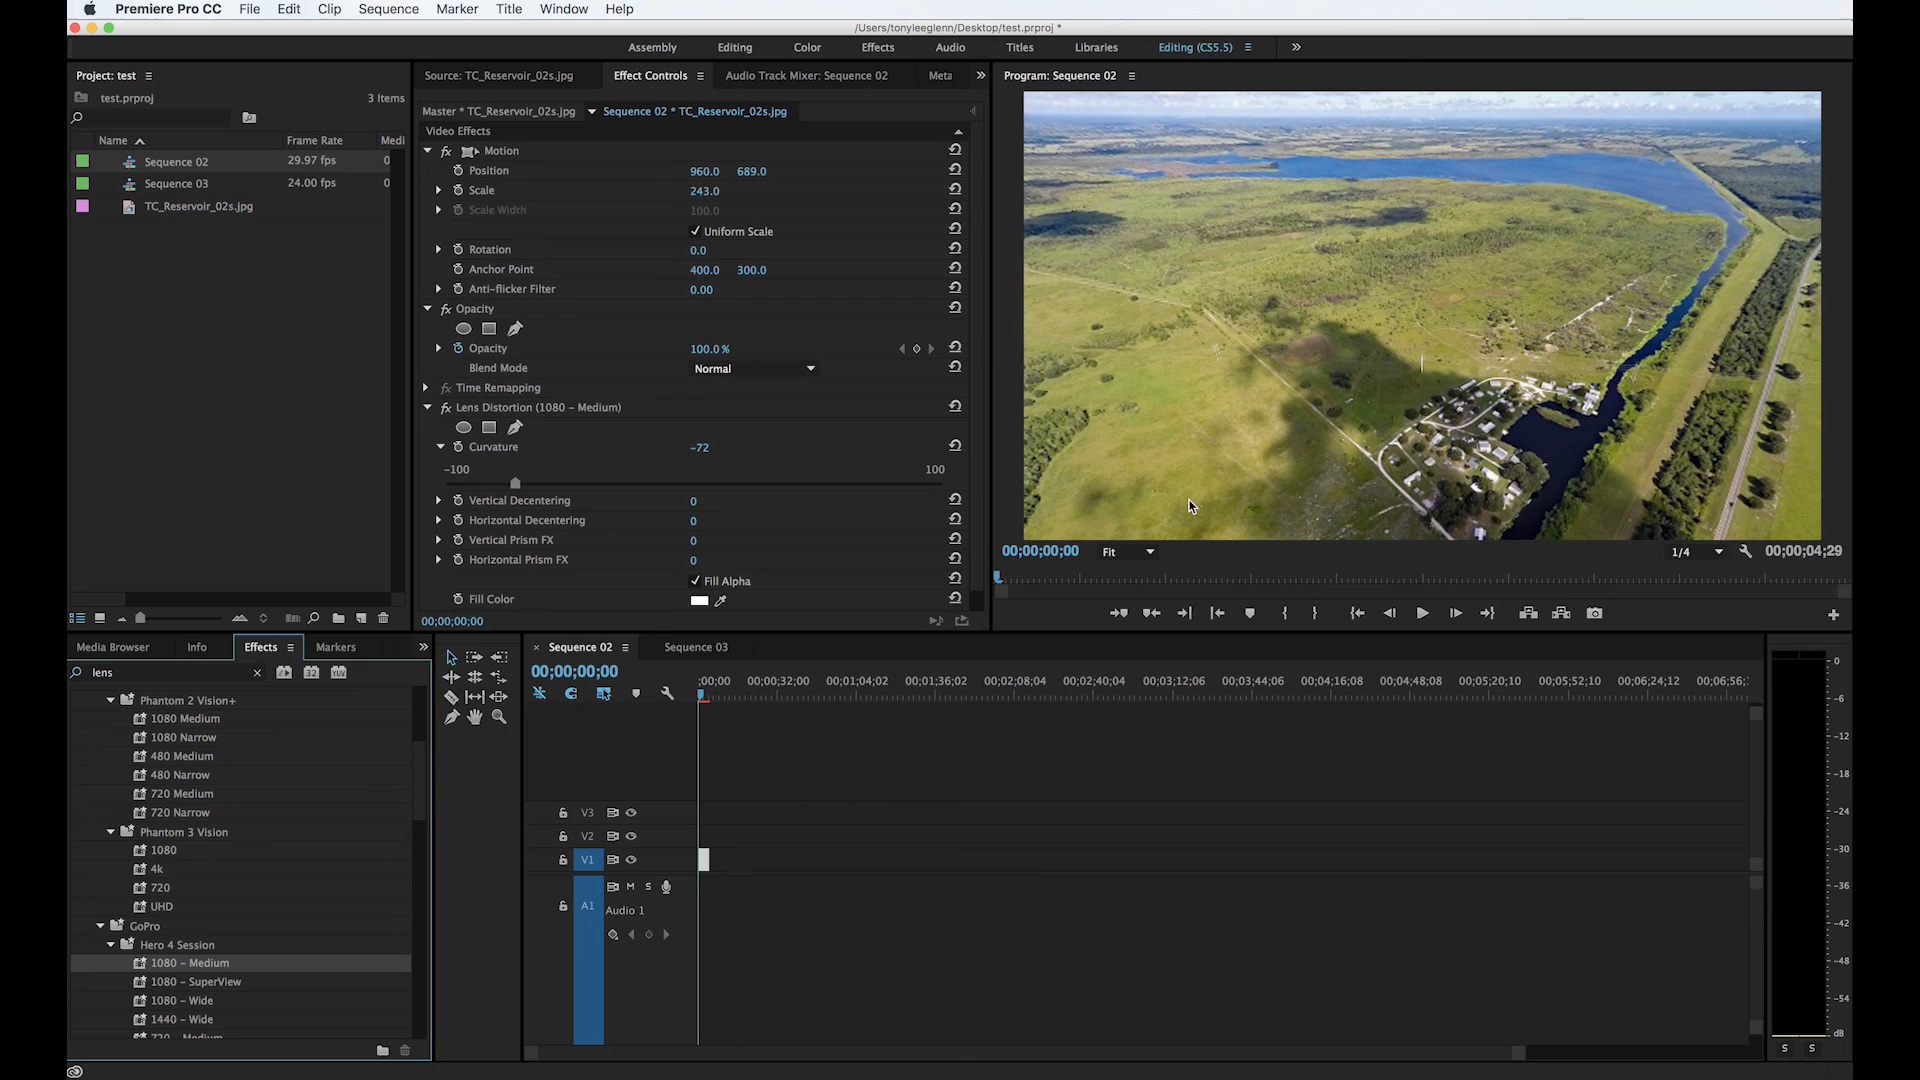 Premiere Pro CC File Edit Clip Sequence Marker Title Window Help
/Users/tonyleeglenn/Desktop/test.prproj *
Assembly Editing Color Effects Audio Titles Libraries Editing (CS5.5)
Project: test
test.prproj 3 Items
Name Frame Rate Medi
Sequence 02 29.97 fps 0
Sequence 03 24.00 fps 0
TC_Reservoir_02s.jpg
Source: TC_Reservoir_02s.jpg Effect Controls Audio Track Mixer: Sequence 02 Meta
Master * TC_Reservoir_02s.jpg Sequence 02 * TC_Reservoir_02s.jpg
Video Effects
fx Motion
Position 960.0 689.0
Scale 243.0
Scale Width 100.0
Uniform Scale
Rotation 0.0
Anchor Point 400.0 300.0
Anti-flicker Filter 0.00
fx Opacity
Opacity 100.0 %
Blend Mode Normal
fx Time Remapping
fx Lens Distortion (1080 – Medium)
Curvature -72
-100 100
Vertical Decentering 0
Horizontal Decentering 0
Vertical Prism FX 0
Horizontal Prism FX 0
Fill Alpha
Fill Color
00;00;00;00
Program: Sequence 02
00;00;00;00 Fit 1/4 00;00;04;29
Media Browser Info Effects Markers
lens 32 YUV
Phantom 2 Vision+
1080 Medium
1080 Narrow
480 Medium
480 Narrow
720 Medium
720 Narrow
Phantom 3 Vision
1080
4k
720
UHD
GoPro
Hero 4 Session
1080 – Medium
1080 – SuperView
1080 – Wide
1440 – Wide
720 – Medium
Sequence 02 Sequence 03
00;00;00;00
;00;00 00;00;32;00 00;01;04;02 00;01;36;02 00;02;08;04 00;02;40;04 00;03;12;06 00;03;44;06 00;04;16;08 00;04;48;08 00;05;20;10 00;05;52;10 00;06;24;12 00;06;56;
V3
V2
V1
M S
A1 Audio 1
0
-6
-12
-18
-24
-30
-36
-42
-48
-54
dB
S S